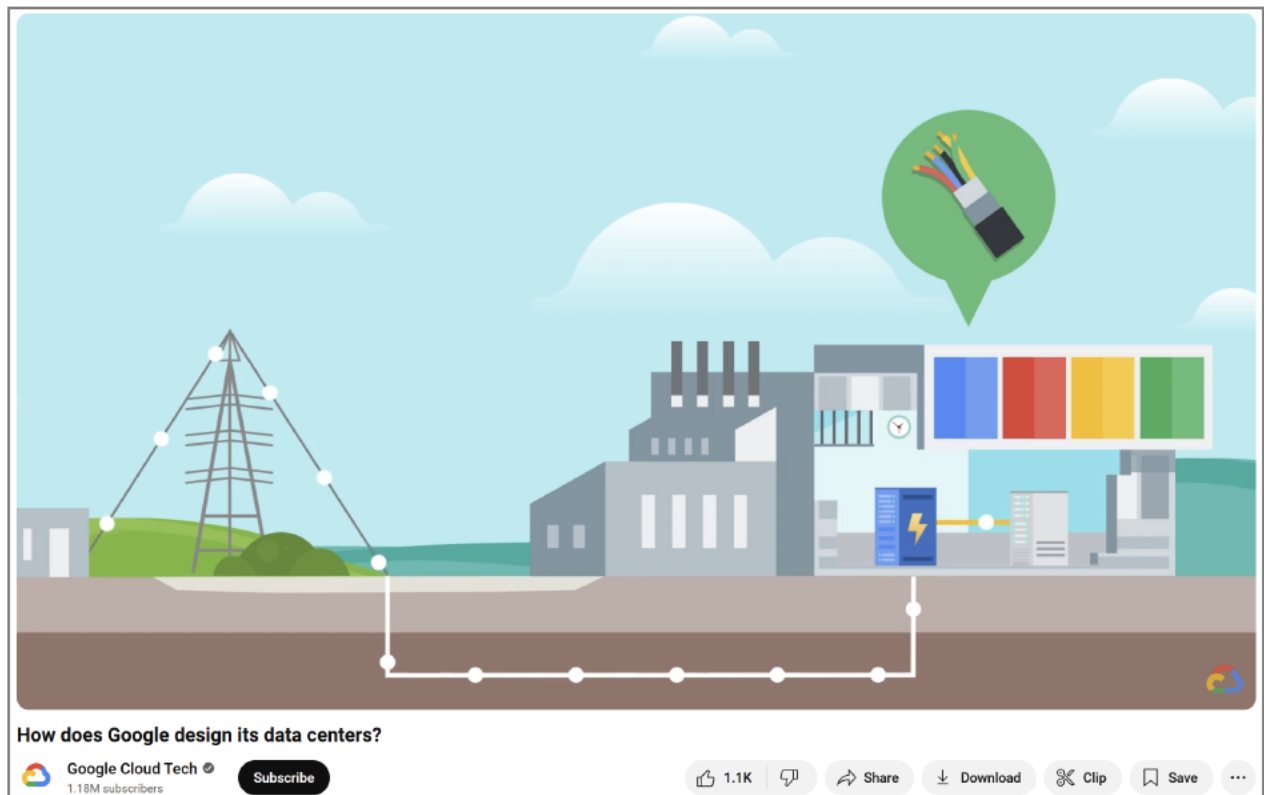 How does Google design its data centers?
Google Cloud Tech
1.18M subscribers
Subscribe
1.1K
Share
Download
Clip
Save